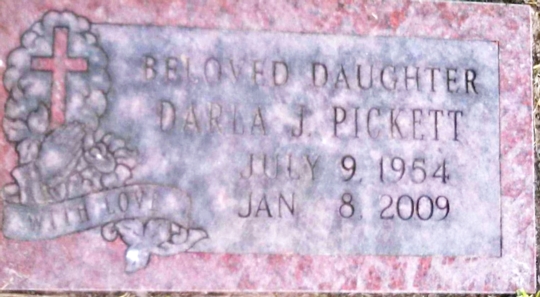 BELOVED DAUGHTER
DARLA J. PICKETT
JULY 9, 1954
JAN 8, 2009
WITH LOVE